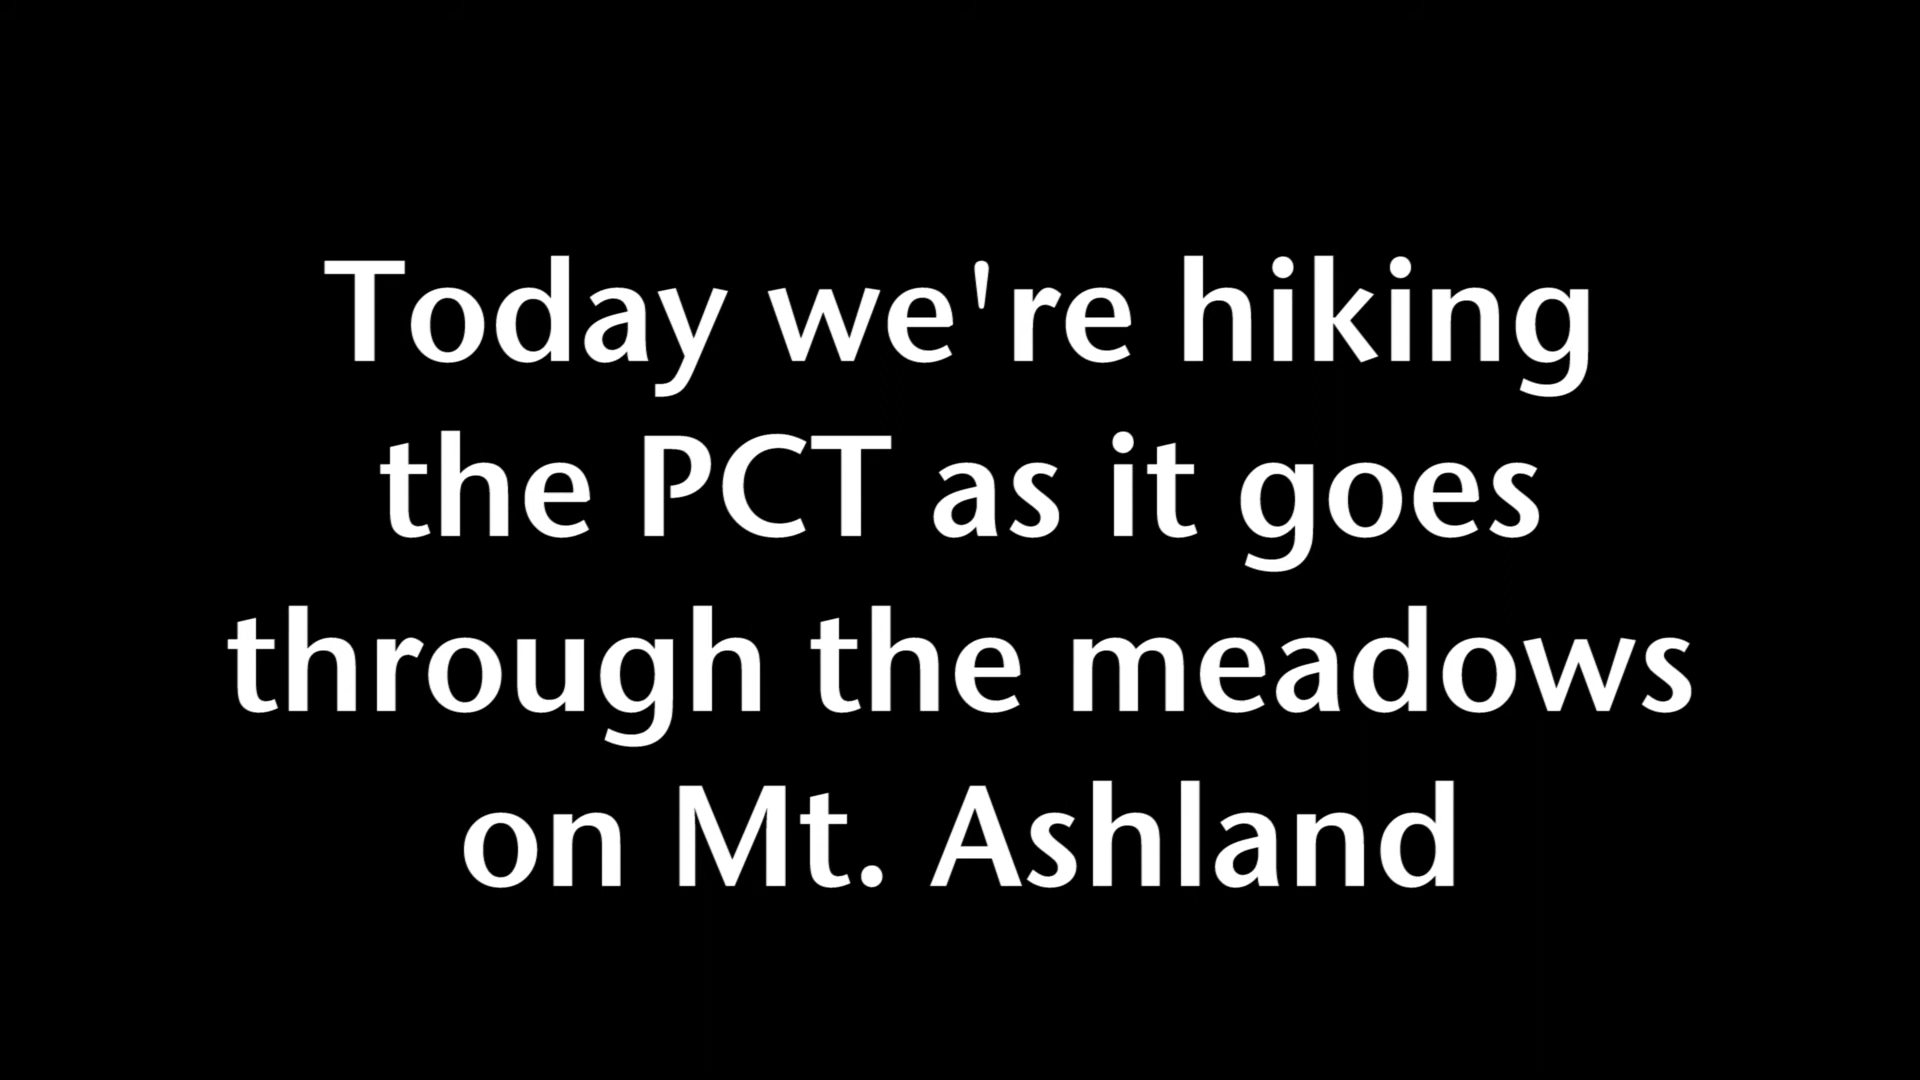 Today we're hiking
the PCT as it goes
through the meadows
on Mt. Ashland